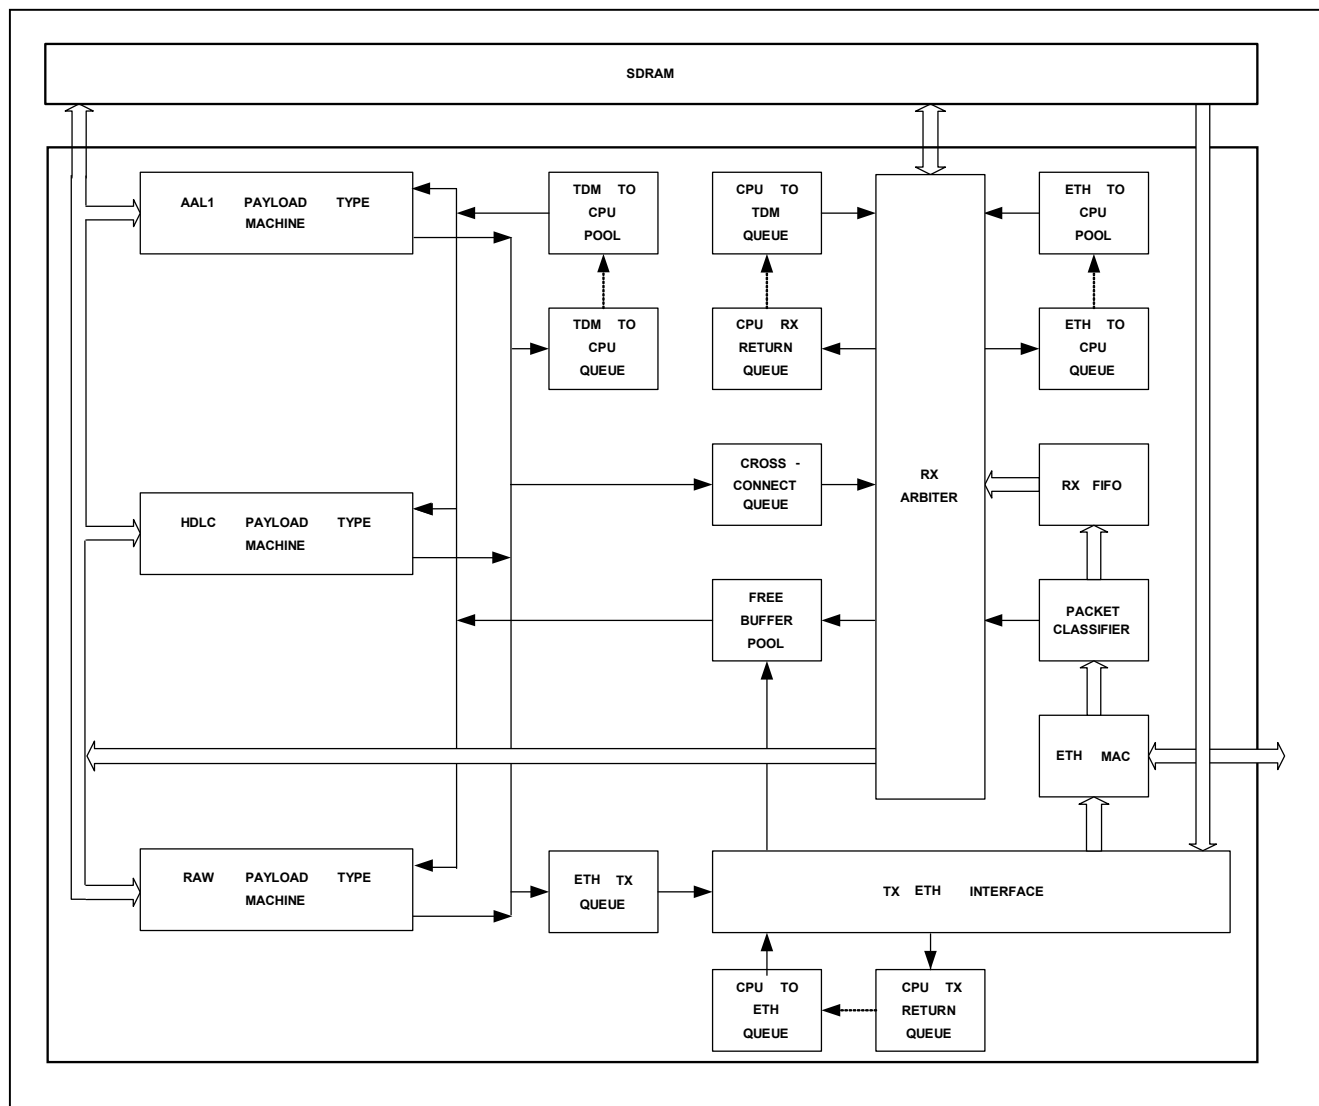 SDRAM
AAL1 PAYLOAD TYPE
MACHINE
TDM TO
CPU
POOL
CPU TO
TDM
QUEUE
ETH TO
CPU
POOL
TDM TO
CPU
QUEUE
CPU RX
RETURN
QUEUE
ETH TO
CPU
QUEUE
RX
ARBITER
CROSS -
CONNECT
QUEUE
RX FIFO
HDLC PAYLOAD TYPE
MACHINE
FREE
BUFFER
POOL
PACKET
CLASSIFIER
ETH MAC
RAW PAYLOAD TYPE
MACHINE
ETH TX
QUEUE
TX ETH INTERFACE
CPU TO
ETH
QUEUE
CPU TX
RETURN
QUEUE